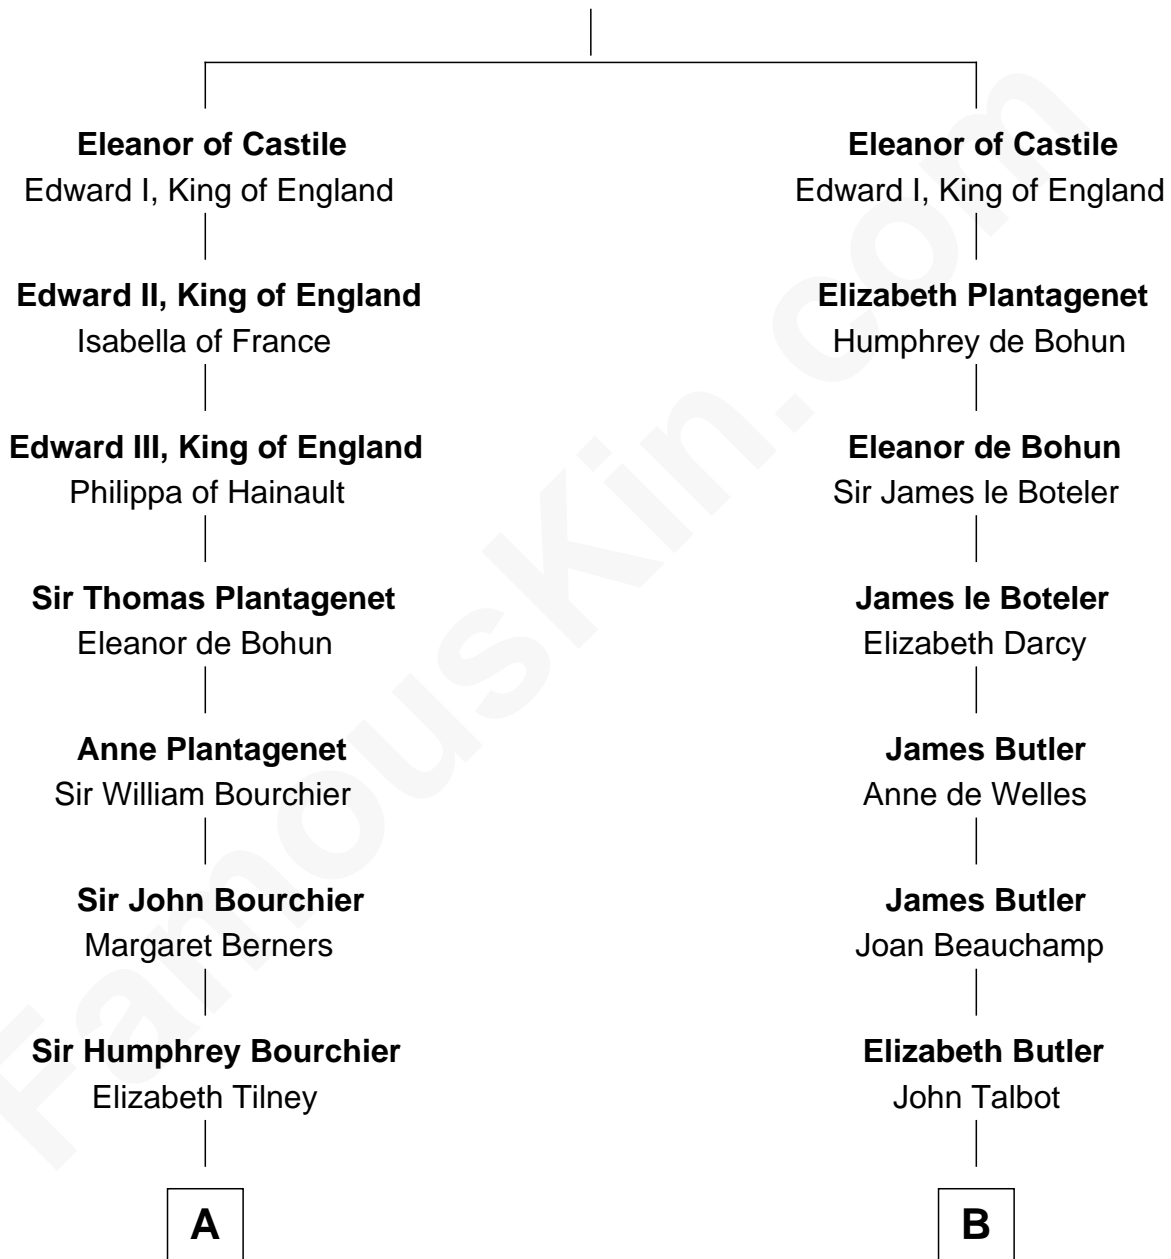 Eleanor of Castile
Edward I, King of England
Edward II, King of England
Isabella of France
Edward III, King of England
Philippa of Hainault
Sir Thomas Plantagenet
Eleanor de Bohun
Anne Plantagenet
Sir William Bourchier
Sir John Bourchier
Margaret Berners
Sir Humphrey Bourchier
Elizabeth Tilney
A
Eleanor of Castile
Edward I, King of England
Elizabeth Plantagenet
Humphrey de Bohun
Eleanor de Bohun
Sir James le Boteler
James le Boteler
Elizabeth Darcy
James Butler
Anne de Welles
James Butler
Joan Beauchamp
Elizabeth Butler
John Talbot
B
FamousKin.com